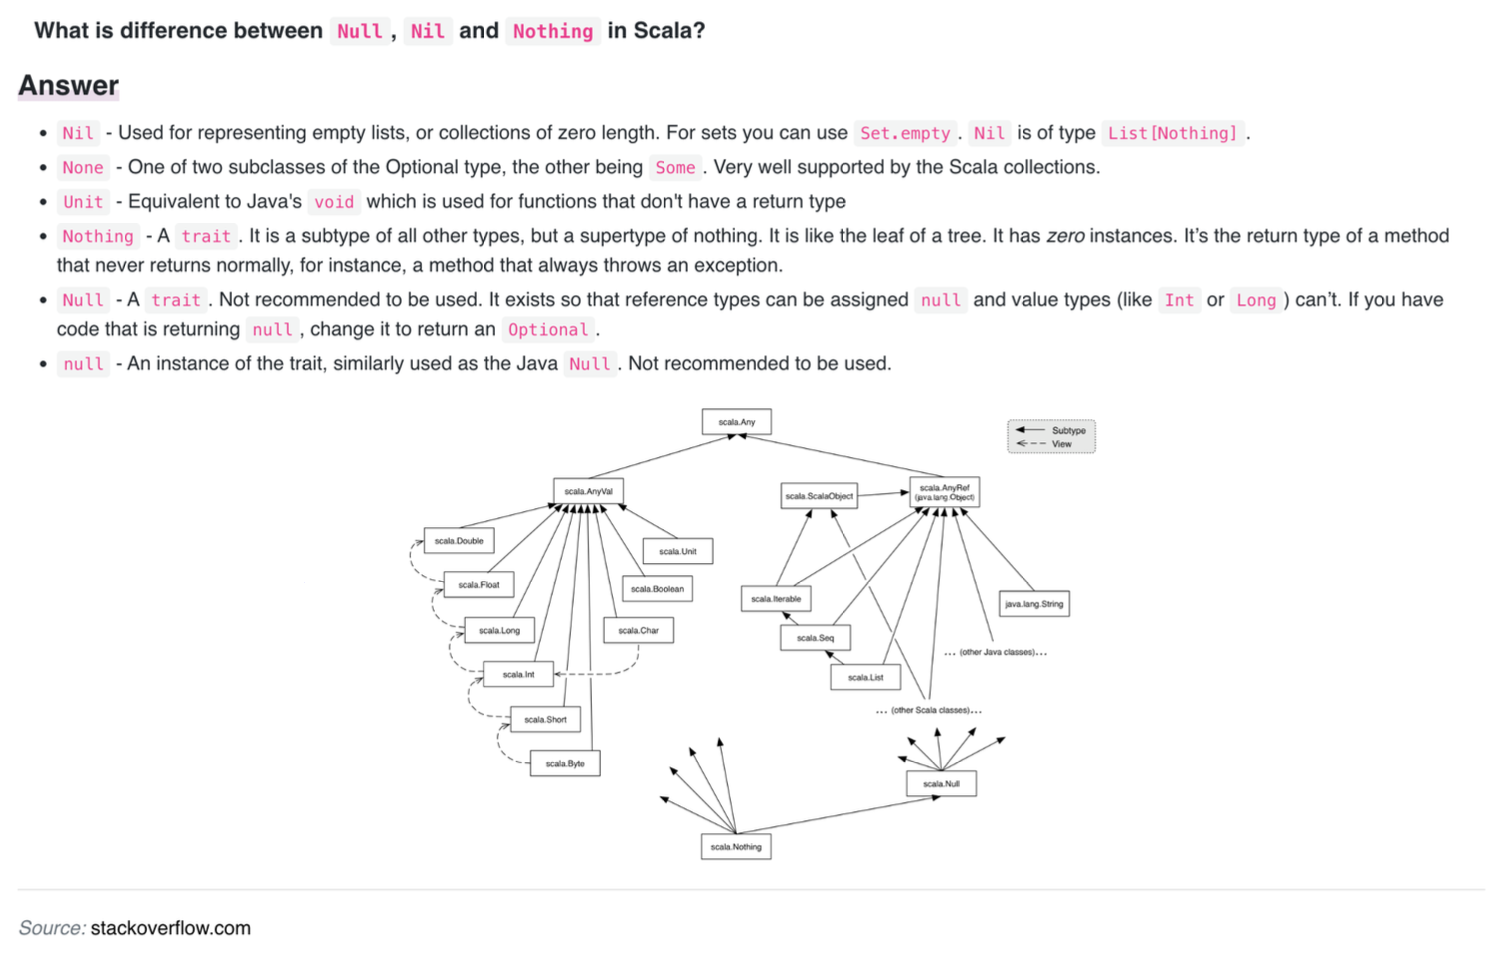 What is difference between Null, Nil and Nothing in Scala?
Answer
• Nil - Used for representing empty lists, or collections of zero length. For sets you can use Set.empty. Nil is of type List[Nothing].
• None - One of two subclasses of the Optional type, the other being Some. Very well supported by the Scala collections.
• Unit - Equivalent to Java's void which is used for functions that don't have a return type
• Nothing - A trait. It is a subtype of all other types, but a supertype of nothing. It is like the leaf of a tree. It has zero instances. It’s the return type of a method
that never returns normally, for instance, a method that always throws an exception.
• Null - A trait. Not recommended to be used. It exists so that reference types can be assigned null and value types (like Int or Long) can’t. If you have
code that is returning null, change it to return an Optional.
• null - An instance of the trait, similarly used as the Java Null. Not recommended to be used.
scala.Any
Subtype
View
scala.AnyVal
scala.ScalaObject
scala.AnyRef
(java.lang.Object)
scala.Double
scala.Unit
scala.Float
scala.Boolean
scala.Iterable
java.lang.String
scala.Long
scala.Char
scala.Seq
... (other Java classes)...
scala.Int
scala.List
... (other Scala classes)...
scala.Short
scala.Byte
scala.Null
scala.Nothing
Source: stackoverflow.com